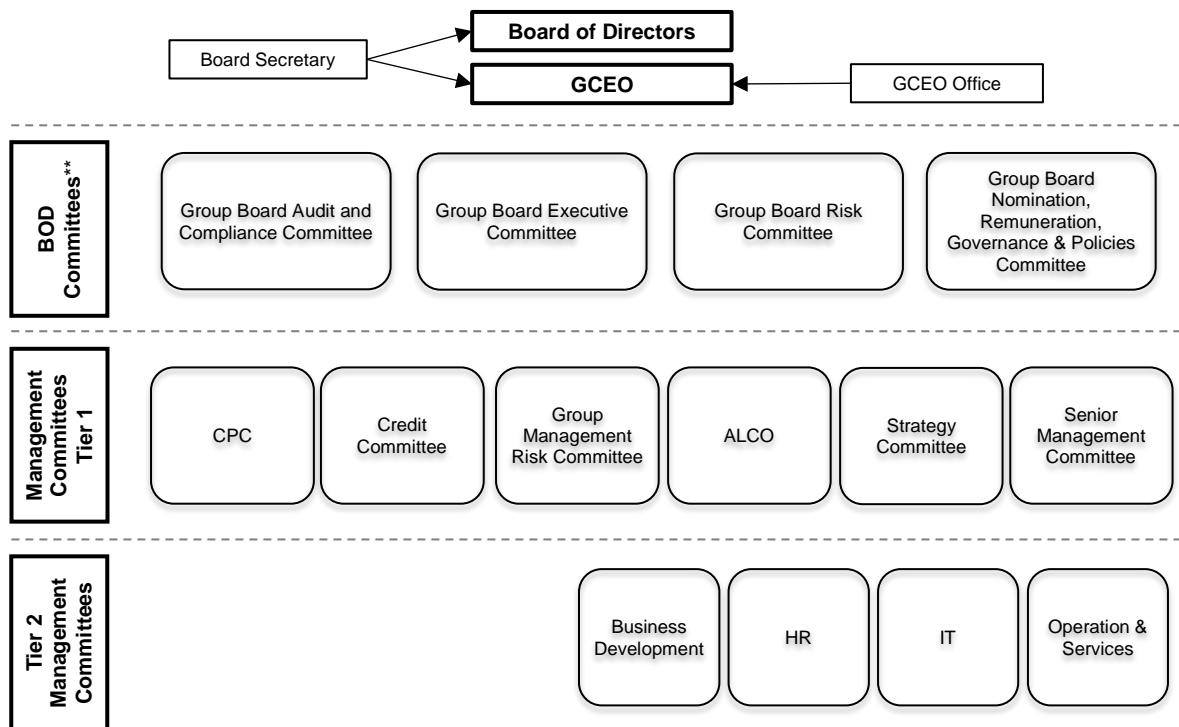 Board of Directors
Board Secretary
GCEO
GCEO Office
BOD
Committees**
Group Board Audit and
Compliance Committee
Group Board Executive
Committee
Group Board Risk
Committee
Group Board
Nomination,
Remuneration,
Governance & Policies
Committee
Management
Committees
Tier 1
CPC
Credit
Committee
Group
Management
Risk Committee
ALCO
Strategy
Committee
Senior
Management
Committee
Tier 2
Management
Committees
Business
Development
HR
IT
Operation &
Services